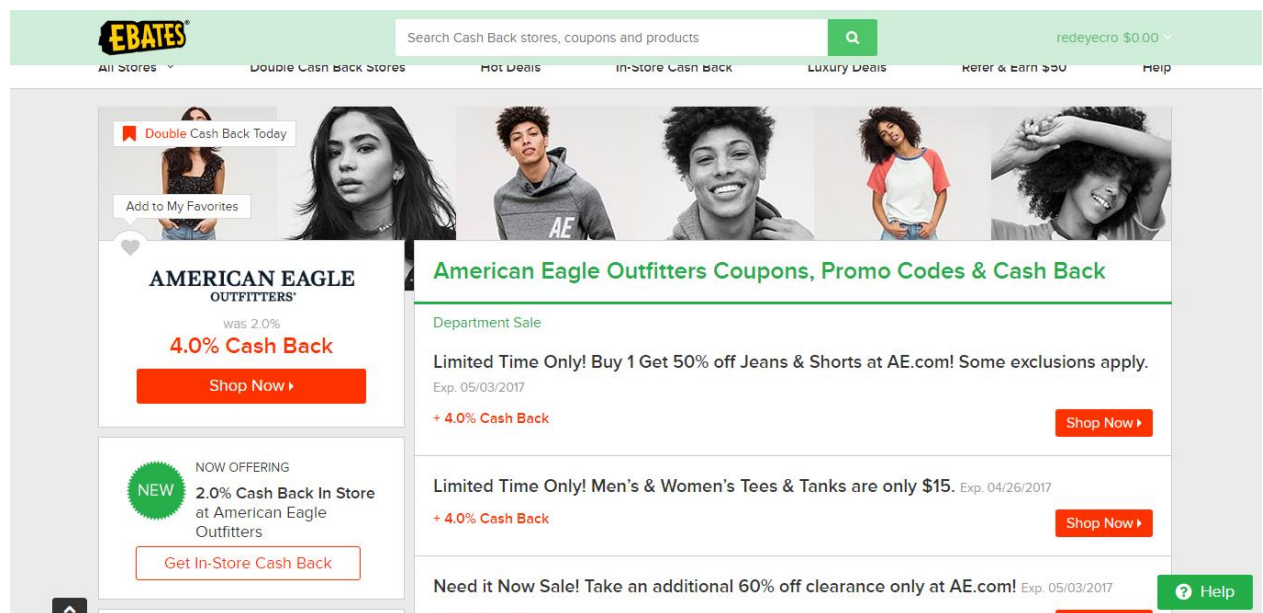 EBATES®
Search Cash Back stores, coupons and products
redeyecro $0.00
All Stores Double Cash Back Stores Hot Deals In-Store Cash Back Luxury Deals Refer & Earn $50 Help
Double Cash Back Today
Add to My Favorites
AE
AMERICAN EAGLE
OUTFITTERS®
was 2.0%
4.0% Cash Back
Shop Now
NEW
NOW OFFERING
2.0% Cash Back In Store
at American Eagle
Outfitters
Get In-Store Cash Back
American Eagle Outfitters Coupons, Promo Codes & Cash Back
Department Sale
Limited Time Only! Buy 1 Get 50% off Jeans & Shorts at AE.com! Some exclusions apply.
Exp. 05/03/2017
+ 4.0% Cash Back
Shop Now
Limited Time Only! Men's & Women's Tees & Tanks are only $15. Exp. 04/26/2017
+ 4.0% Cash Back
Shop Now
Need it Now Sale! Take an additional 60% off clearance only at AE.com! Exp. 05/03/2017
? Help